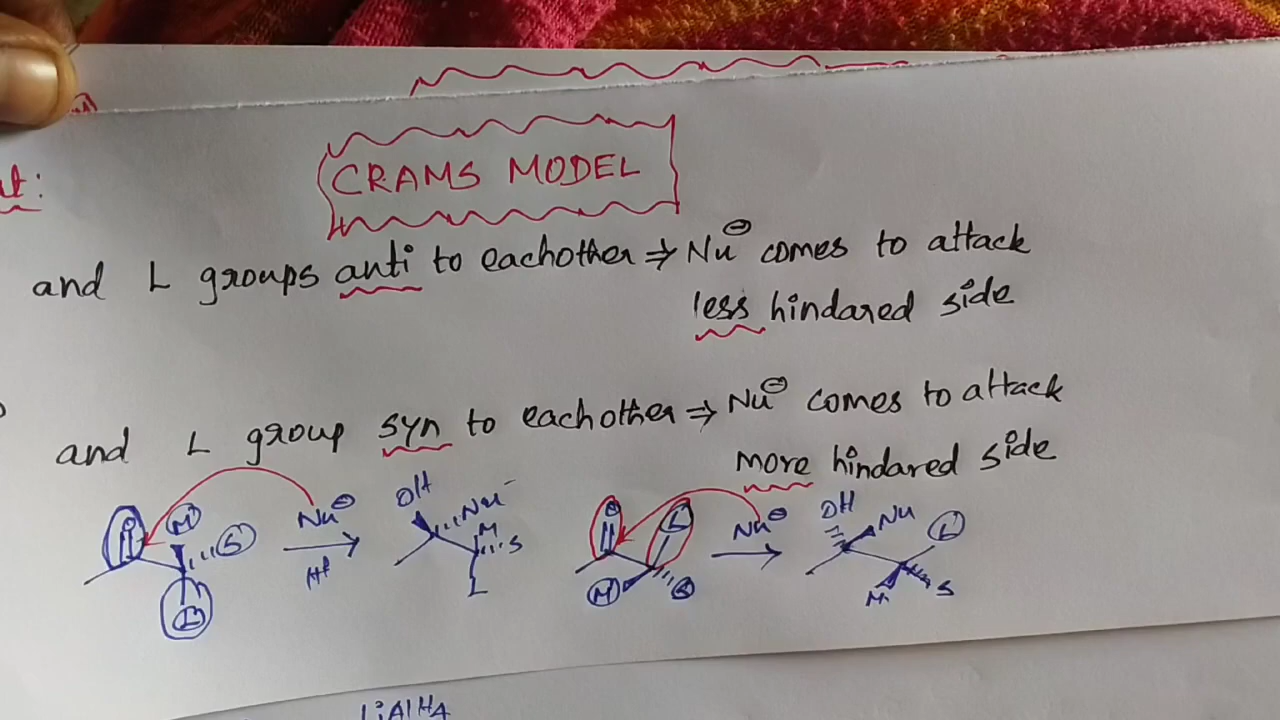 CRAMS MODEL
t:
and L groups anti to eachother ⇒ Nu⊖ comes to attack
less hindared side
and L group syn to eachother ⇒ Nu⊖ comes to attack
more hindared side
O M S L Nu⊖ H⊕ OH Nu⁻ M S L O L M S Nu⊖ OH Nu L M S
LiAlH4